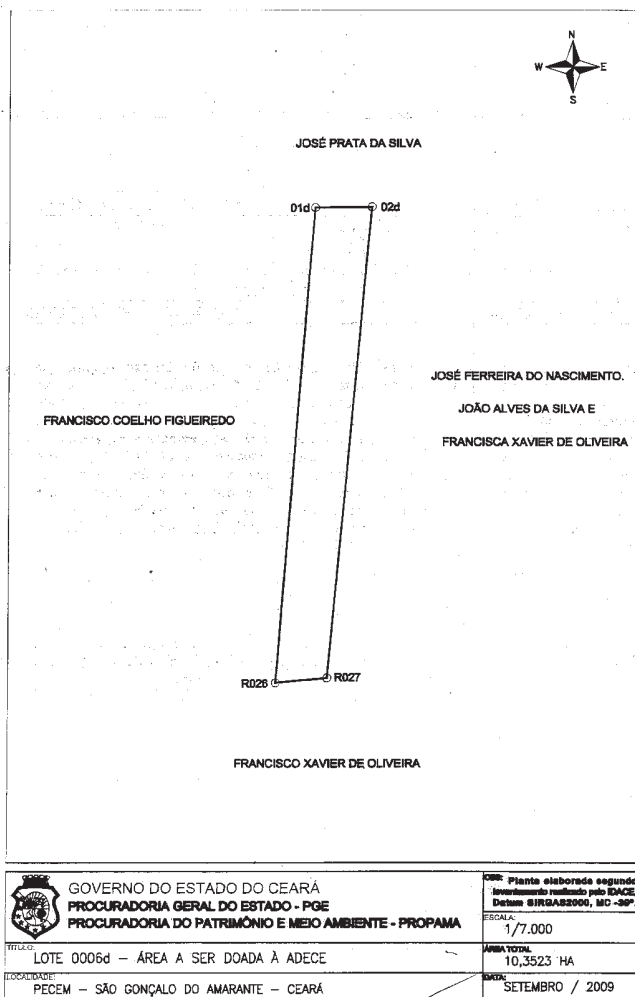 N
W E
S
JOSÉ PRATA DA SILVA
01d 02d
JOSÉ FERREIRA DO NASCIMENTO.
JOÃO ALVES DA SILVA E
FRANCISCO COELHO FIGUEIREDO
FRANCISCA XAVIER DE OLIVEIRA
R026 R027
FRANCISCO XAVIER DE OLIVEIRA
GOVERNO DO ESTADO DO CEARÁ
PROCURADORIA GERAL DO ESTADO - PGE
PROCURADORIA DO PATRIMÔNIO E MEIO AMBIENTE - PROPAMA
OBS: Planta elaborada segundo
levantamento realizado pelo IDACE,
Datum SIRGAS2000, MC -39º.
ESCALA:
1/7.000
TÍTULO:
LOTE 0006d – ÁREA A SER DOADA À ADECE
ÁREA TOTAL
10,3523 HA
LOCALIDADE:
PECEM – SÃO GONÇALO DO AMARANTE – CEARÁ
DATA:
SETEMBRO / 2009